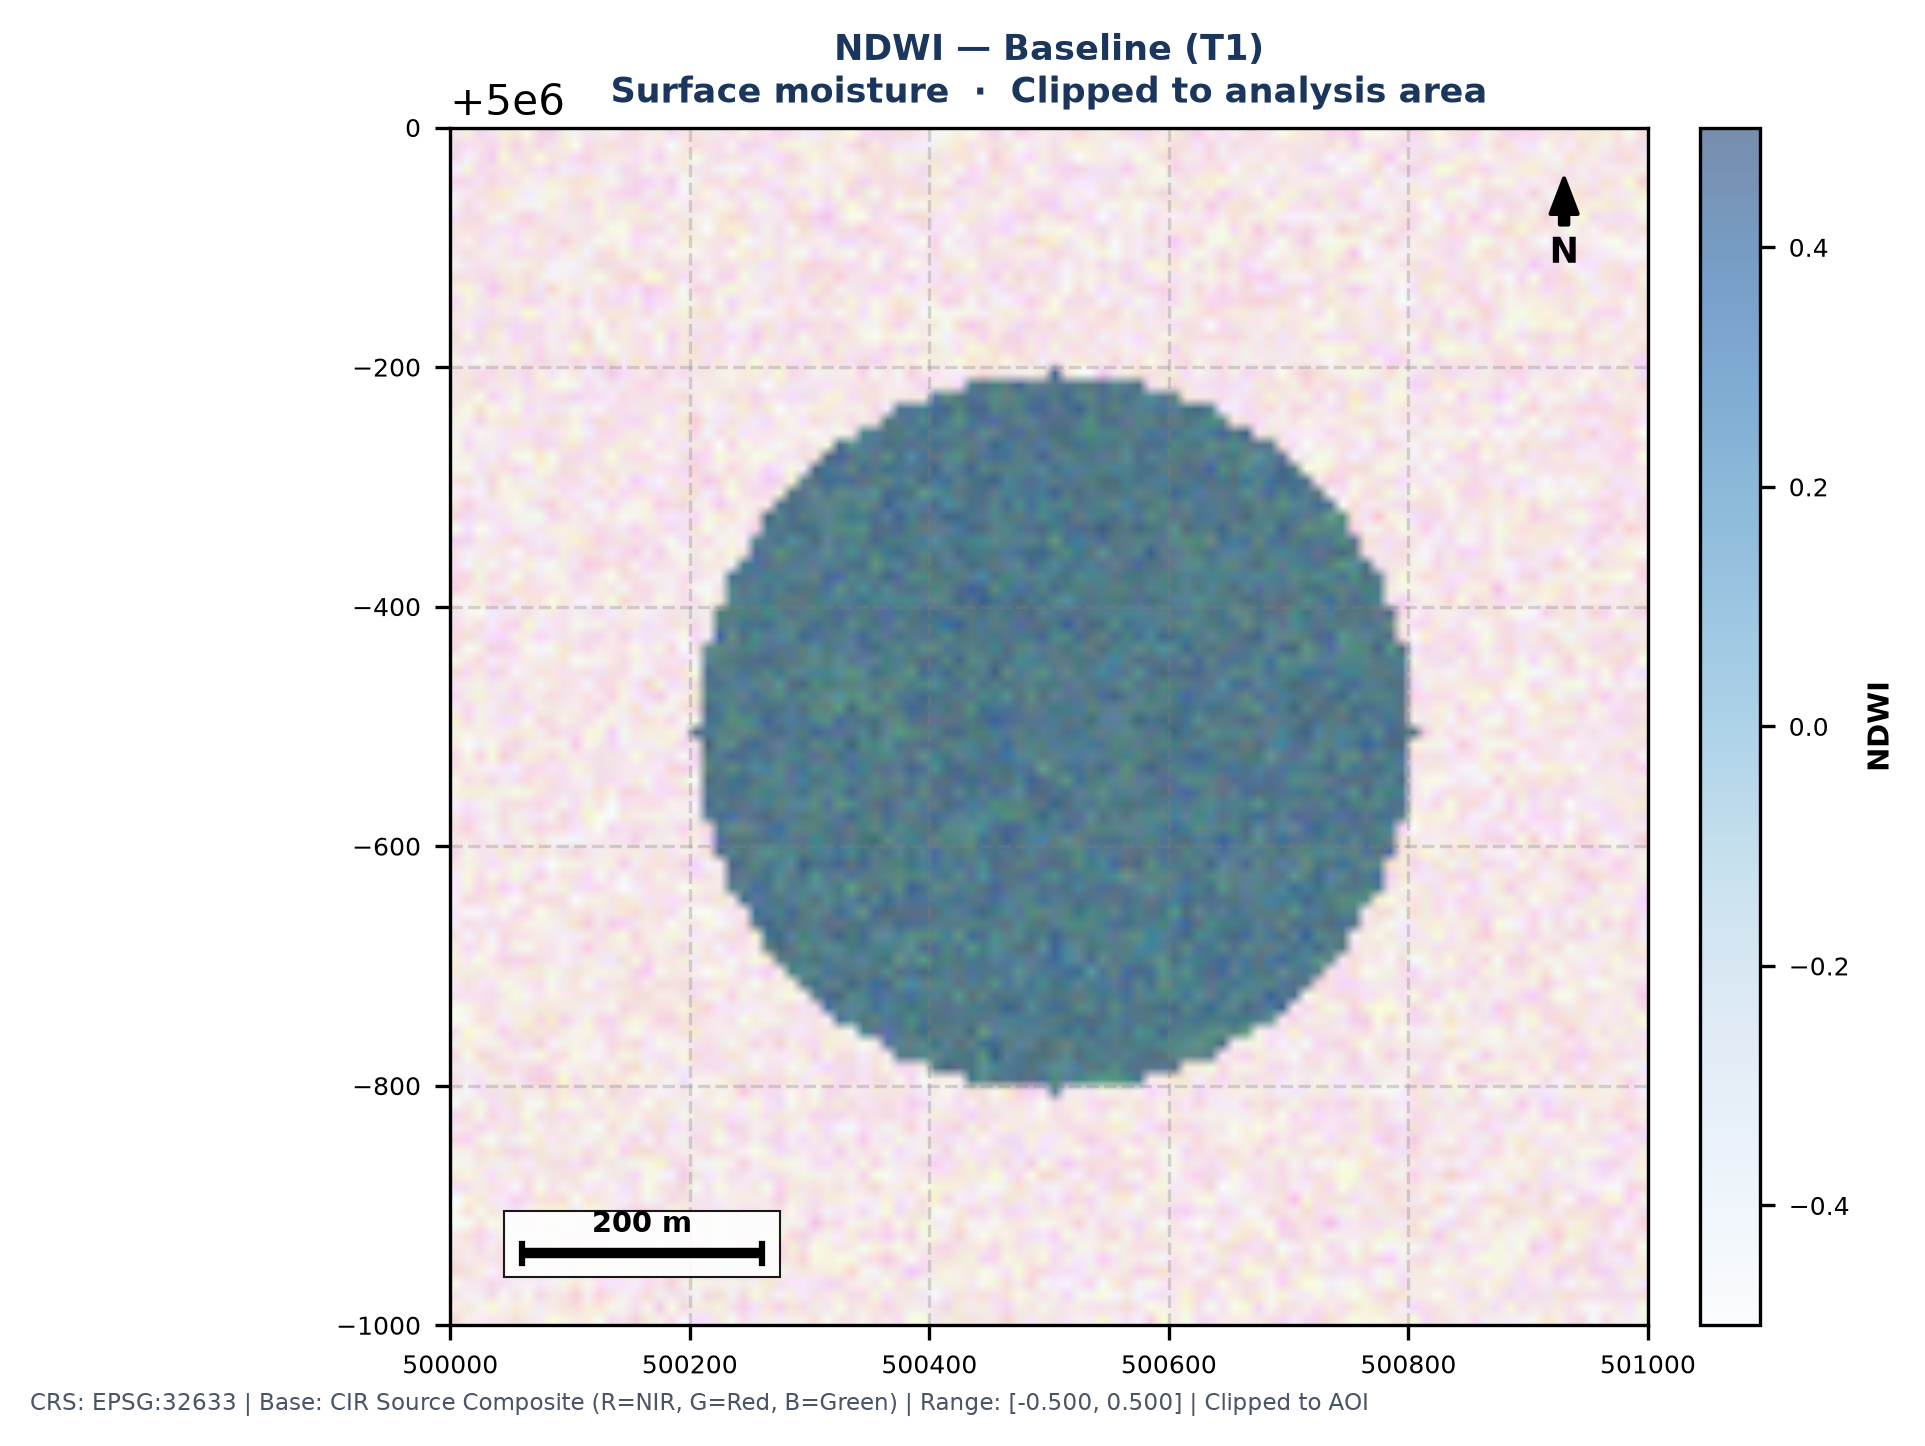 NDWI — Baseline (T1)
Surface moisture · Clipped to analysis area
+5e6
0
−200
−400
−600
−800
−1000
500000
500200
500400
500600
500800
501000
N
200 m
0.4
0.2
0.0
−0.2
−0.4
NDWI
CRS: EPSG:32633 | Base: CIR Source Composite (R=NIR, G=Red, B=Green) | Range: [-0.500, 0.500] | Clipped to AOI